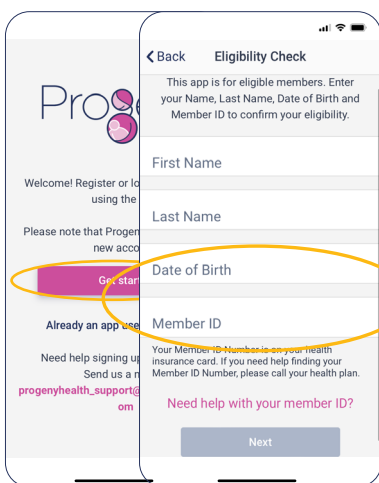 Proge
Welcome! Register or lo
using the
Please note that Progen
new acco
Get star
Already an app use
Need help signing up
Send us a m
progenyhealth_support@
om
Back
Eligibility Check
This app is for eligible members. Enter
your Name, Last Name, Date of Birth and
Member ID to confirm your eligibility.
First Name
Last Name
Date of Birth
Member ID
Your Member ID Number is on your health
insurance card. If you need help finding your
Member ID Number, please call your health plan.
Need help with your member ID?
Next